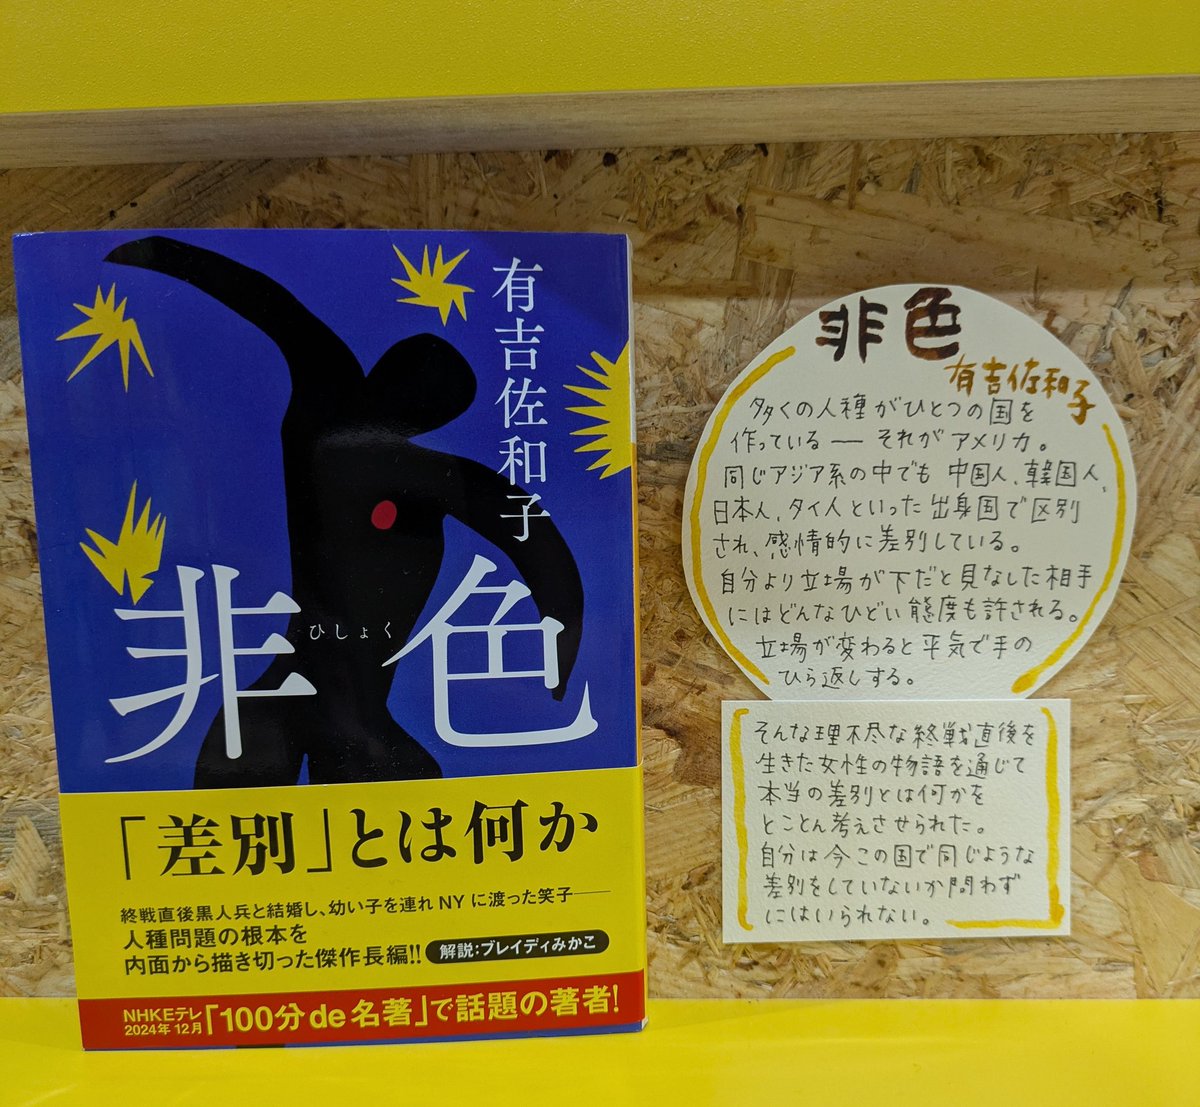 有吉佐和子
非色
ひしょく
「差別」とは何か
終戦直後黒人兵と結婚し、幼い子を連れNYに渡った笑子――
人種問題の根本を
内面から描き切った傑作長編!!
解説:ブレイディみかこ
NHKEテレ
2024年12月
「100分de名著」で話題の著者!
非色
有吉佐和子
多くの人種がひとつの国を
作っている ― それがアメリカ。
同じアジア系の中でも 中国人、韓国人、
日本人、タイ人といった出身国で区別
され、感情的に差別している。
自分より立場が下だと見なした相手
にはどんなひどい態度も許される。
立場が変わると平気で手の
ひら返しする。
そんな理不尽な終戦直後を
生きた女性の物語を通じて
本当の差別とは何かを
とことん考えさせられた。
自分は今この国で同じような
差別をしていないか問わず
にはいられない。